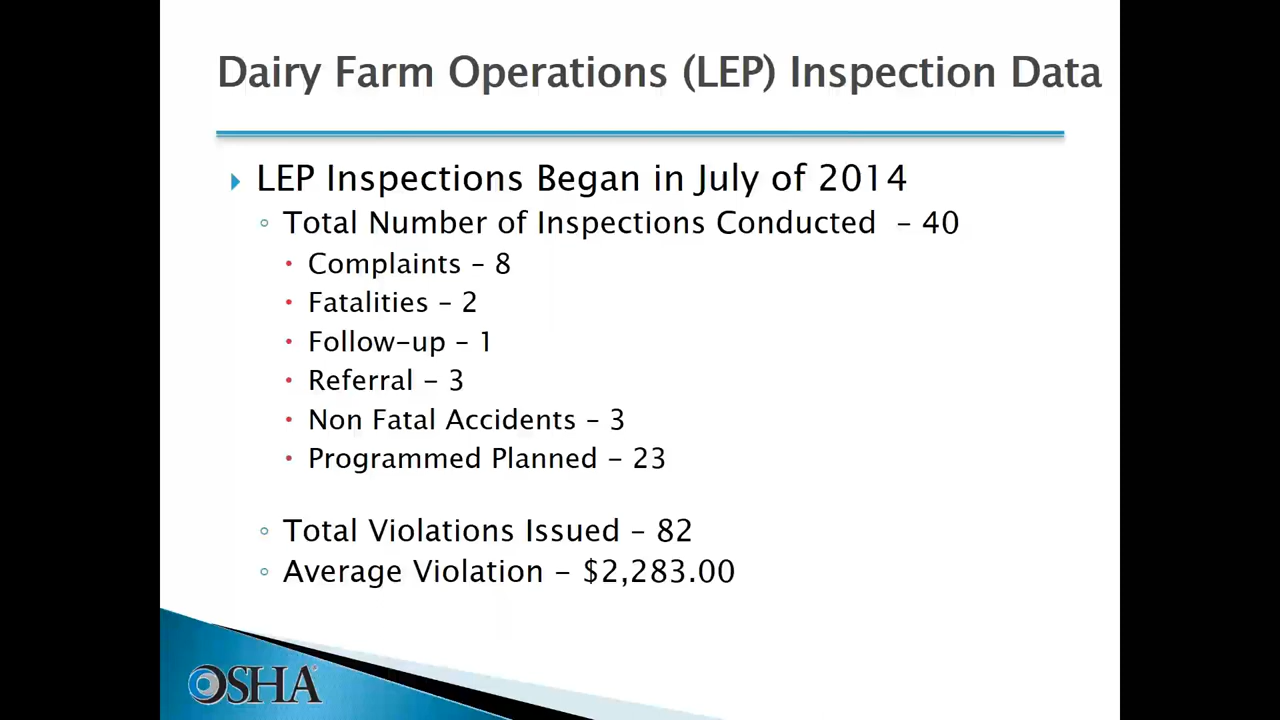 Dairy Farm Operations (LEP) Inspection Data
LEP Inspections Began in July of 2014
Total Number of Inspections Conducted – 40
Complaints – 8
Fatalities – 2
Follow-up – 1
Referral – 3
Non Fatal Accidents – 3
Programmed Planned – 23
Total Violations Issued – 82
Average Violation – $2,283.00
OSHA®